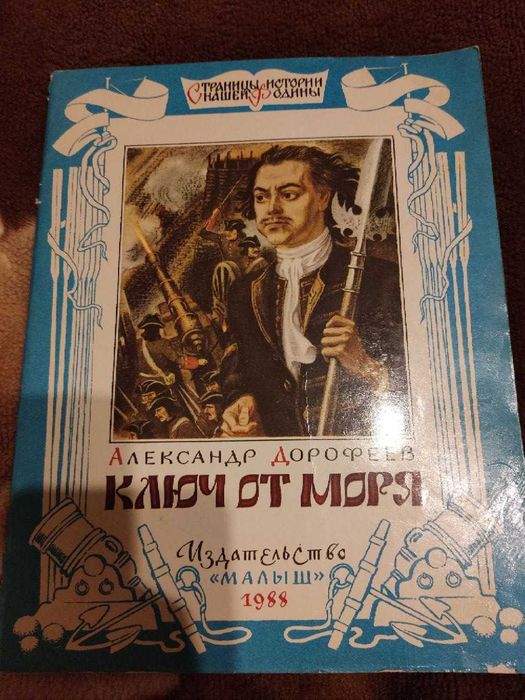 Страницы истории
нашей Родины
Александр Дорофеев
КЛЮЧ ОТ МОРЯ
Издательство
«МАЛЫШ»
1988